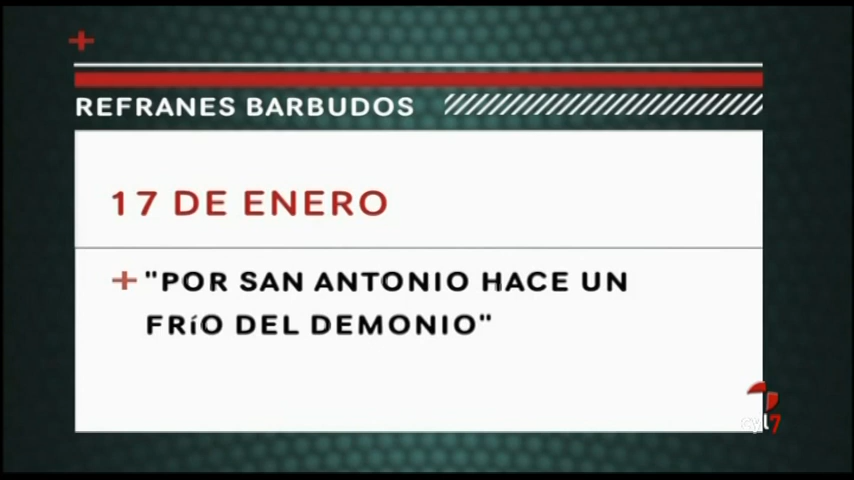 REFRANES BARBUDOS
17 DE ENERO
"POR SAN ANTONIO HACE UN
FRíO DEL DEMONIO"
cyl7